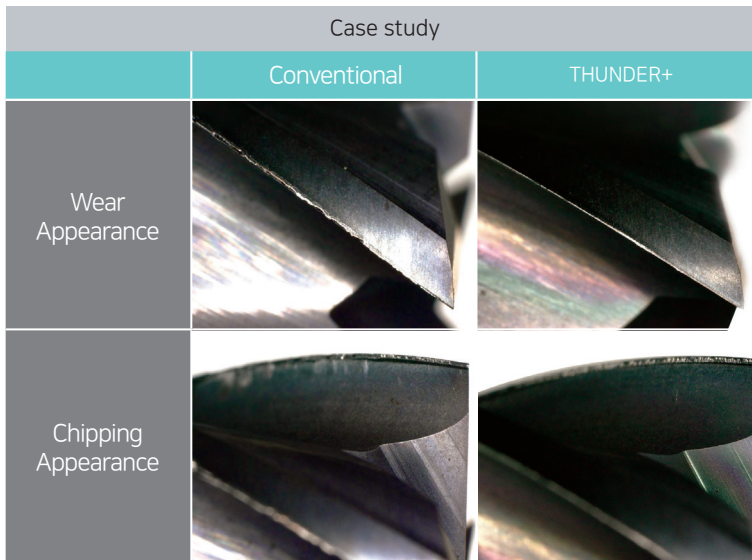 Case study
Conventional
THUNDER+
Wear
Appearance
Chipping
Appearance